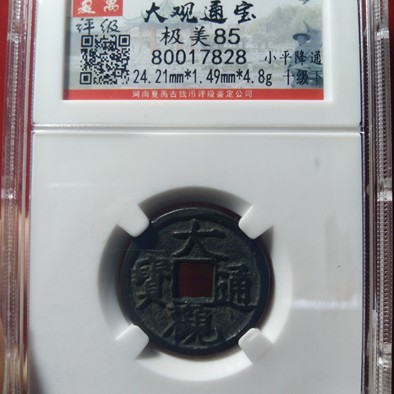 夏禹
评级
大观通宝
极美85
80017828
小平降通
24.21mm*1.49mm*4.8g
十级下
河南夏禹古钱币评级鉴定公司
大
觀
通
寶